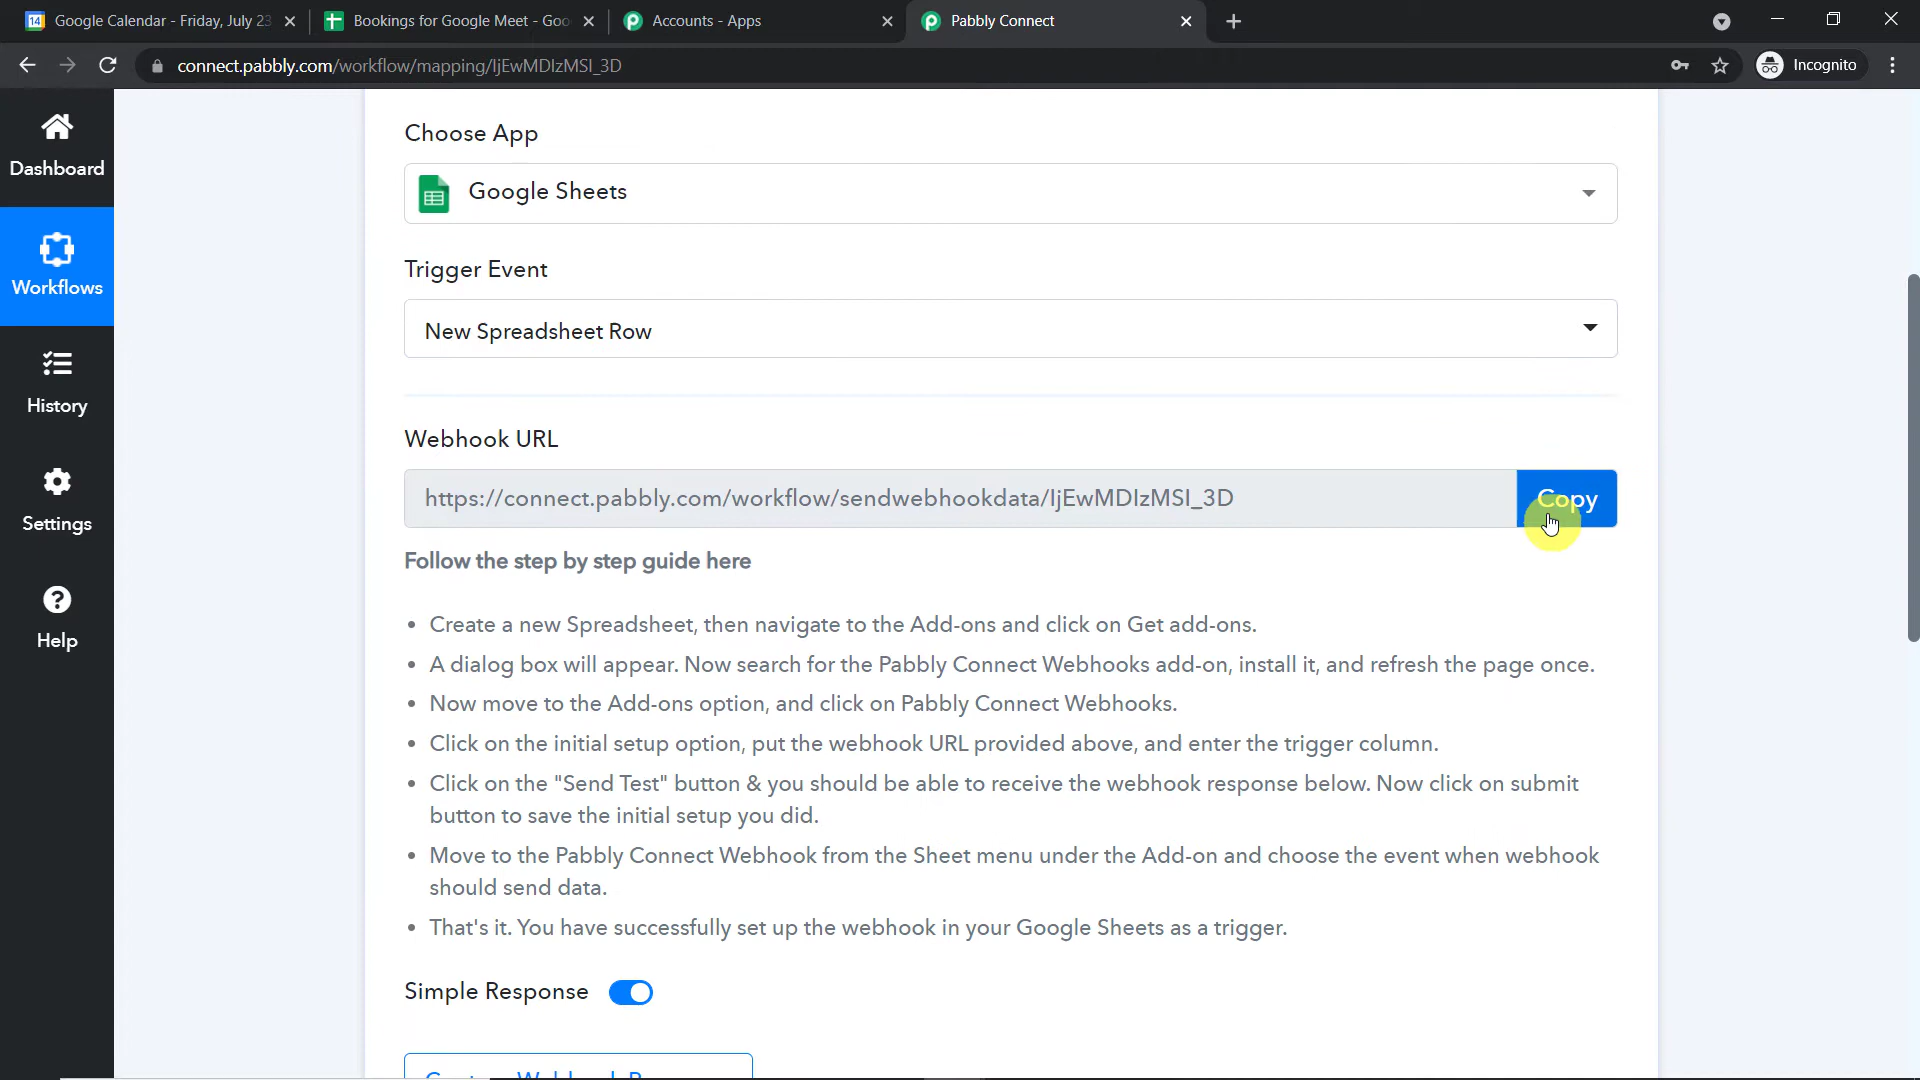 Google Calendar - Friday, July 23
Bookings for Google Meet - Goo
Accounts - Apps
Pabbly Connect
connect.pabbly.com/workflow/mapping/IjEwMDIzMSI_3D
Incognito
Dashboard
Workflows
History
Settings
Help
Choose App
Google Sheets
Trigger Event
New Spreadsheet Row
Webhook URL
https://connect.pabbly.com/workflow/sendwebhookdata/IjEwMDIzMSI_3D
Copy
Follow the step by step guide here
• Create a new Spreadsheet, then navigate to the Add-ons and click on Get add-ons.
• A dialog box will appear. Now search for the Pabbly Connect Webhooks add-on, install it, and refresh the page once.
• Now move to the Add-ons option, and click on Pabbly Connect Webhooks.
• Click on the initial setup option, put the webhook URL provided above, and enter the trigger column.
• Click on the "Send Test" button & you should be able to receive the webhook response below. Now click on submit
button to save the initial setup you did.
• Move to the Pabbly Connect Webhook from the Sheet menu under the Add-on and choose the event when webhook
should send data.
• That's it. You have successfully set up the webhook in your Google Sheets as a trigger.
Simple Response